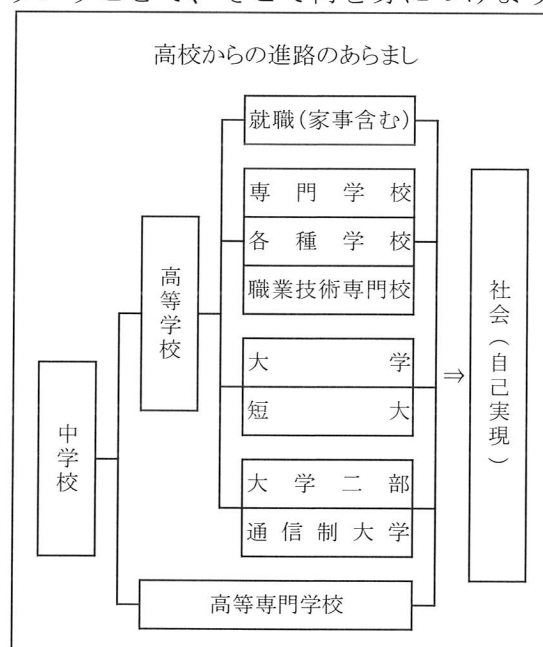 高校からの進路のあらまし
就職(家事含む)
専門学校
各種学校
職業技術専門校
高等学校
大学
短大
⇒
社会(自己実現)
中学校
大学二部
通信制大学
高等専門学校